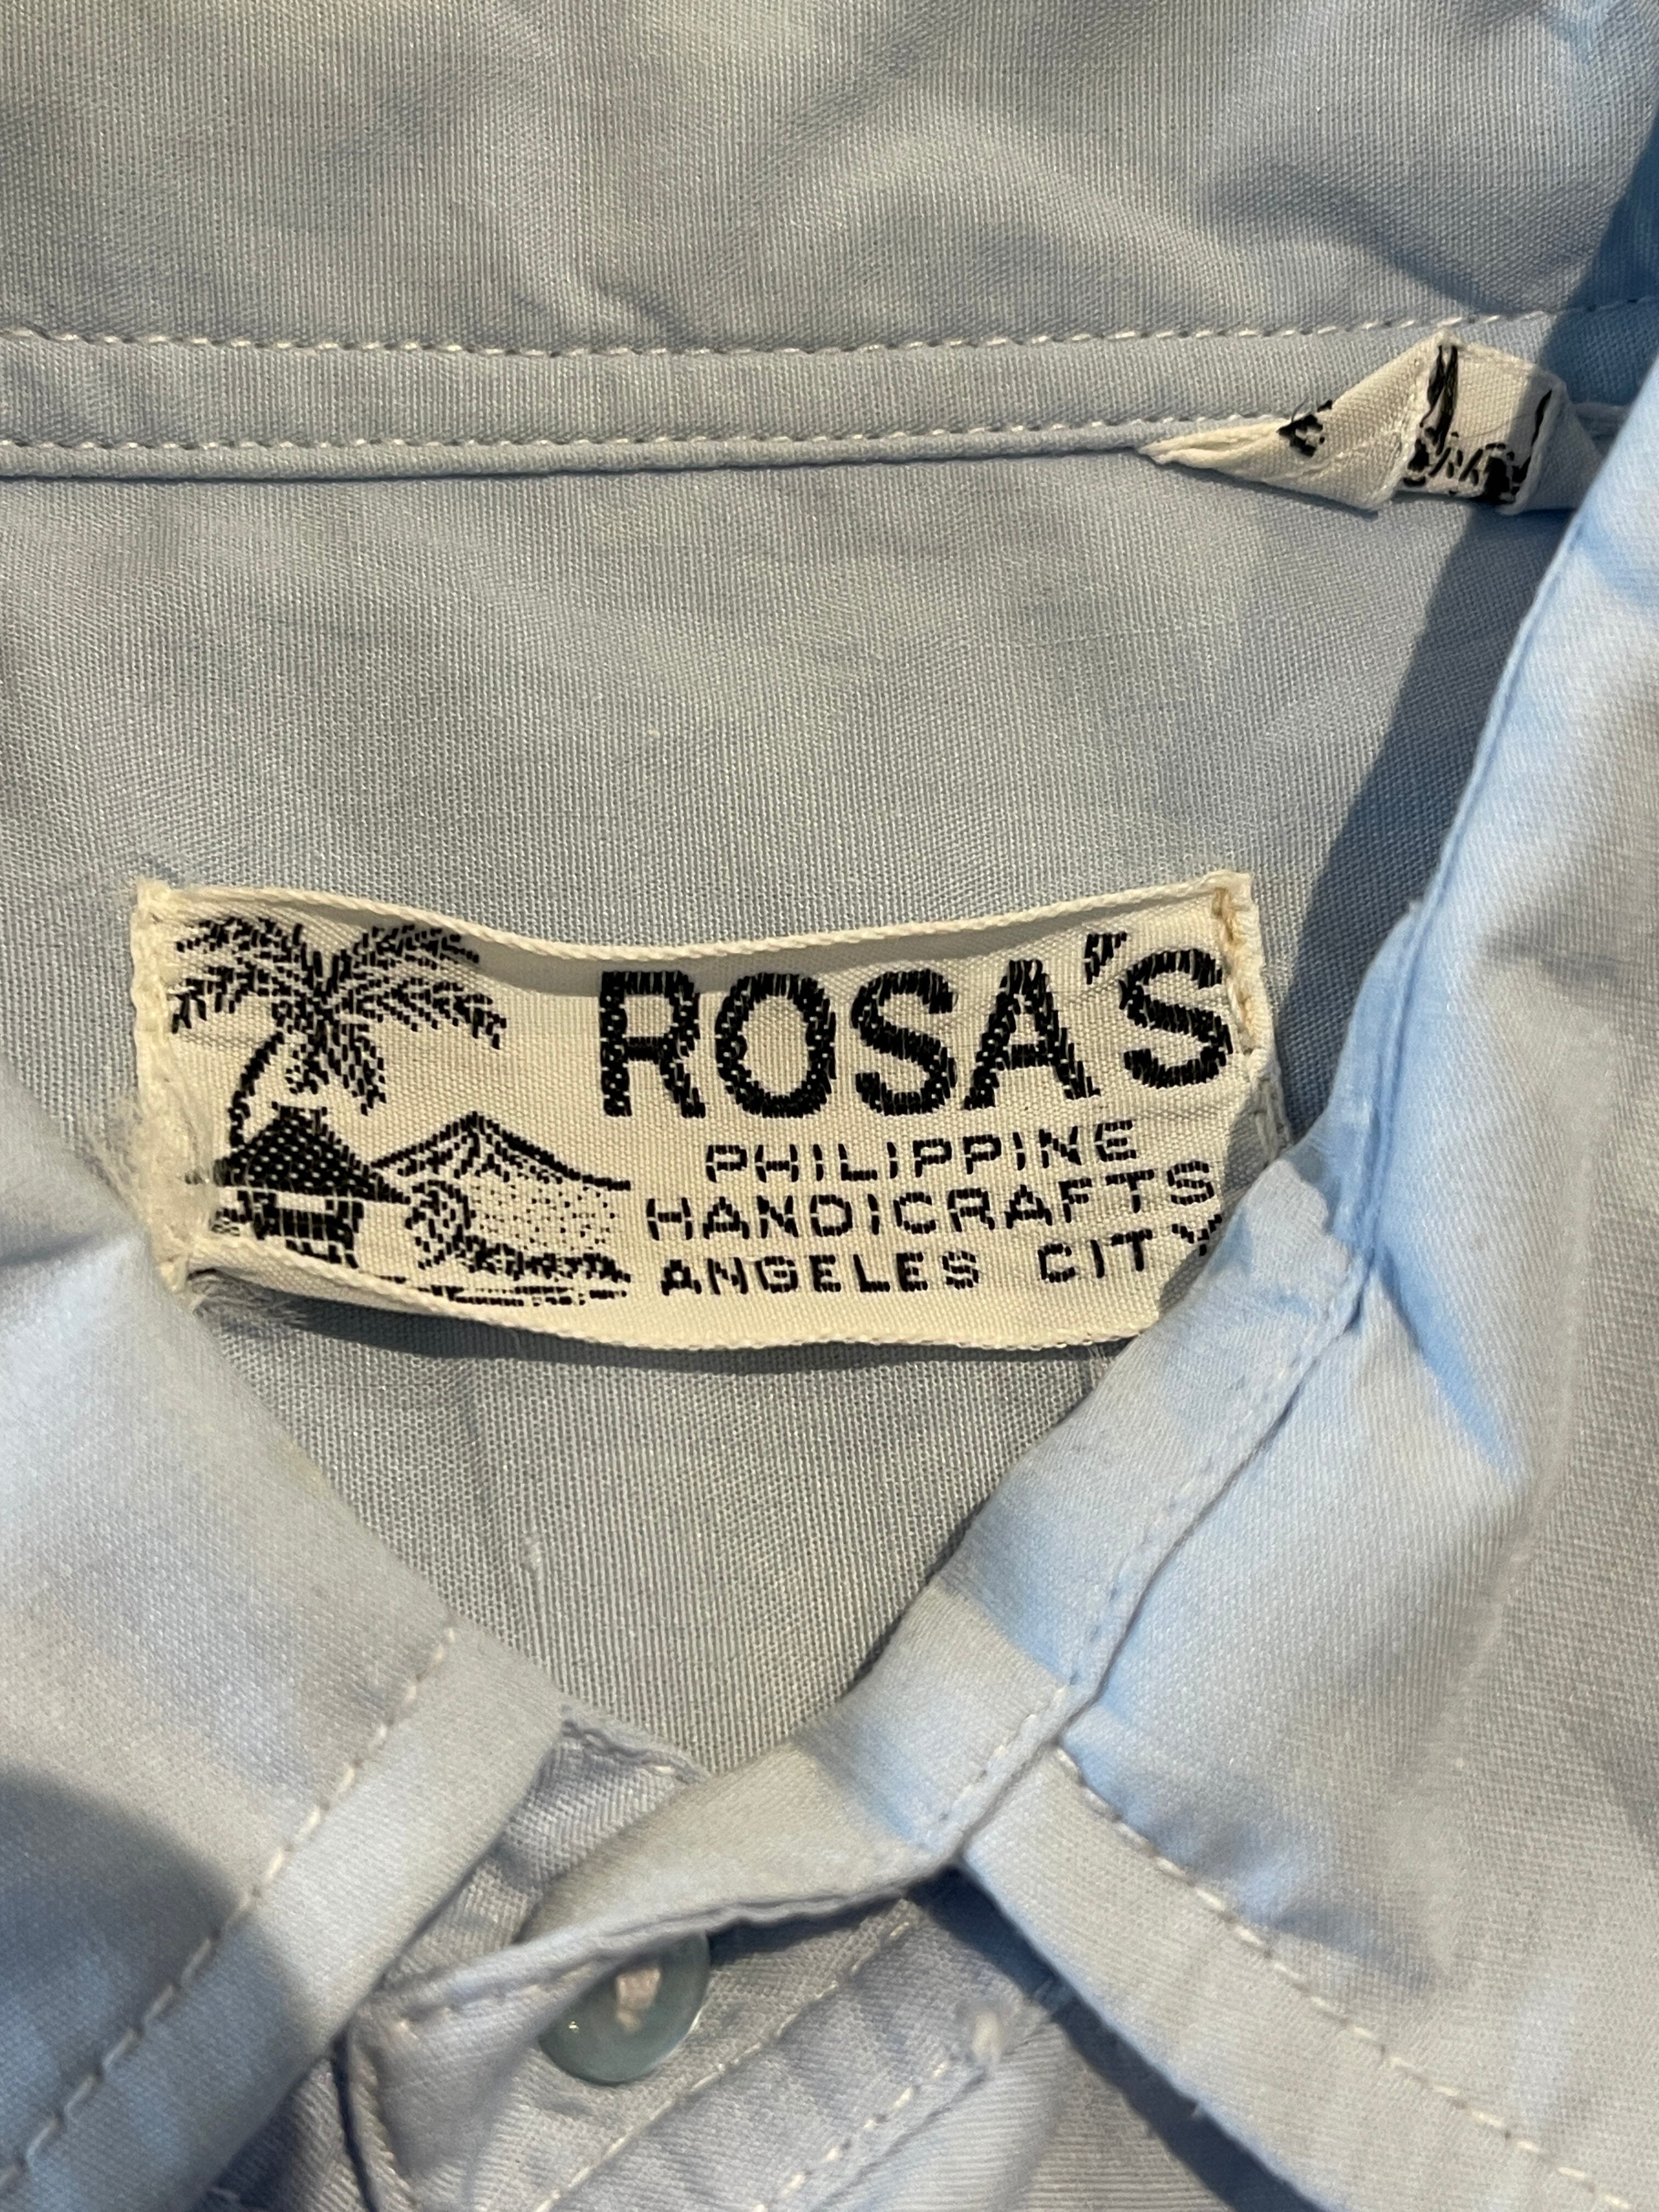 ROSA'S
PHILIPPINE
HANDICRAFTS
ANGELES CITY